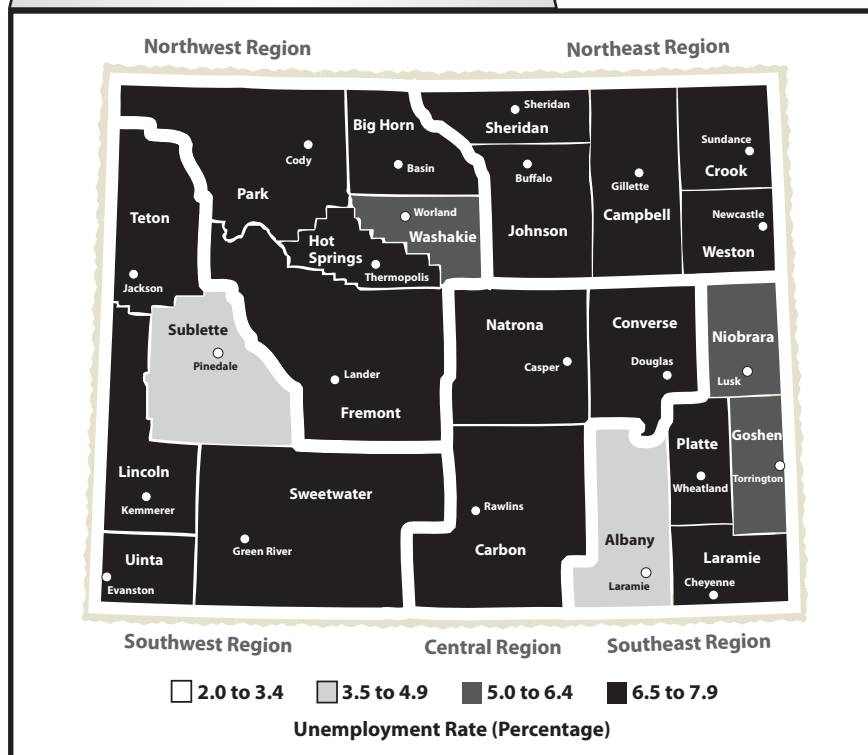 Northwest Region
Northeast Region
Big Horn
Sheridan
Sheridan
Cody
Basin
Buffalo
Gillette
Sundance
Crook
Park
Teton
Worland
Washakie
Johnson
Campbell
Newcastle
Weston
Hot
Springs
Thermopolis
Jackson
Sublette
Pinedale
Natrona
Converse
Niobrara
Casper
Douglas
Lusk
Lander
Fremont
Platte
Goshen
Wheatland
Torrington
Lincoln
Kemmerer
Sweetwater
Rawlins
Carbon
Green River
Albany
Laramie
Laramie
Cheyenne
Uinta
Evanston
Southwest Region
Central Region
Southeast Region
2.0 to 3.4
3.5 to 4.9
5.0 to 6.4
6.5 to 7.9
Unemployment Rate (Percentage)